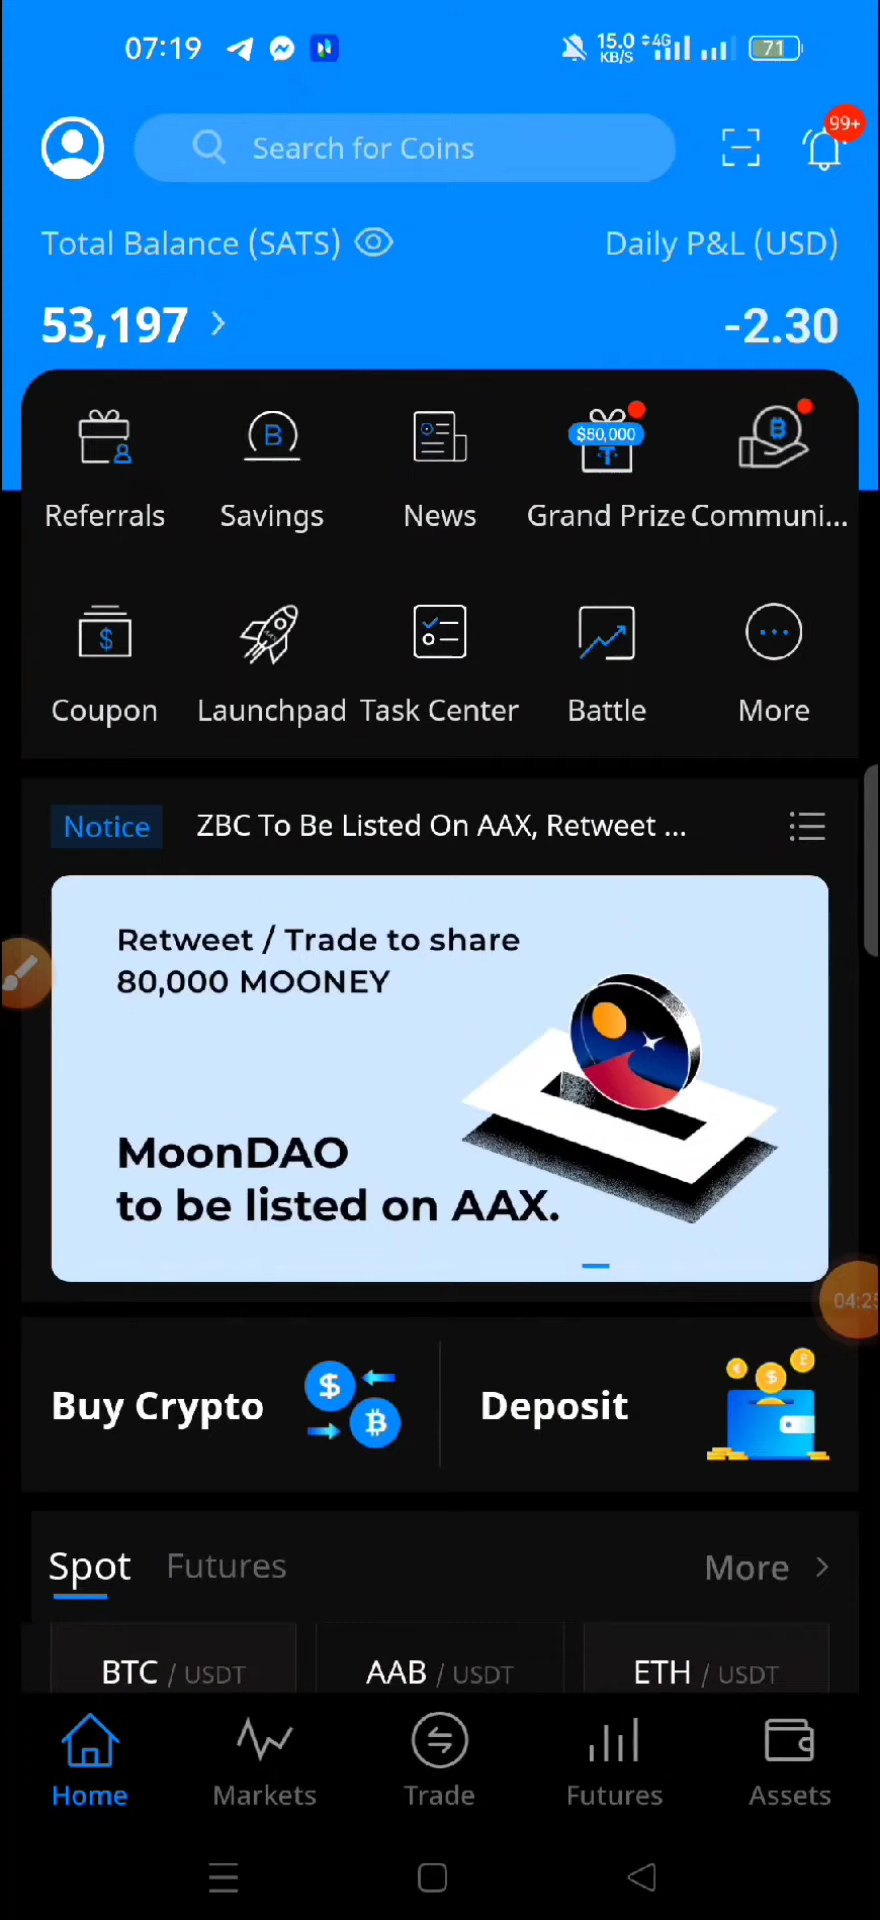 07:19 15.0 KB/S 4G 71
Search for Coins 99+
Total Balance (SATS) Daily P&L (USD)
53,197 -2.30
$50,000
Referrals Savings News Grand Prize Communi...
Coupon Launchpad Task Center Battle More
Notice ZBC To Be Listed On AAX, Retweet ...
Retweet / Trade to share
80,000 MOONEY
MoonDAO
to be listed on AAX.
Buy Crypto Deposit
Spot Futures More
BTC / USDT AAB / USDT ETH / USDT
Home Markets Trade Futures Assets